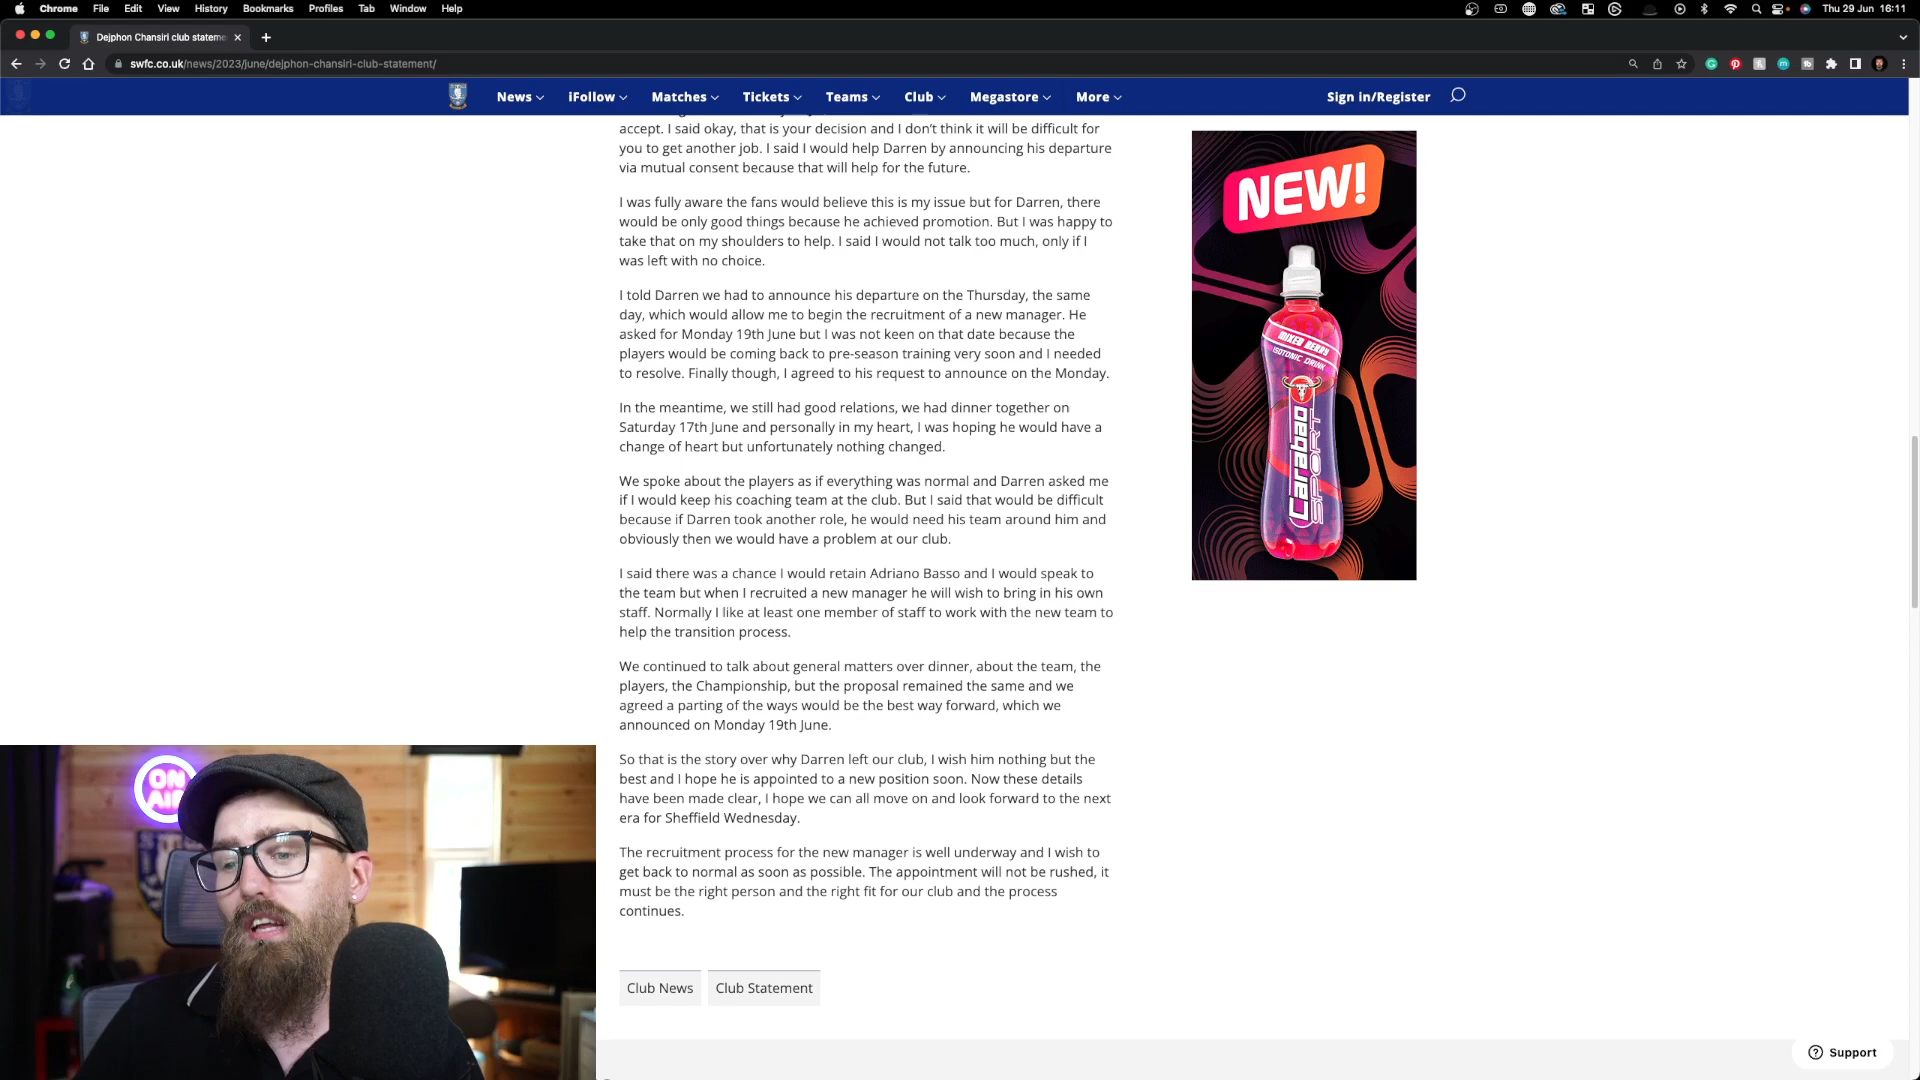 Chrome File Edit View History Bookmarks Profiles Tab Window Help
Thu 29 Jun 16:11
Dejphon Chansiri club stateme
swfc.co.uk/news/2023/june/dejphon-chansiri-club-statement/
News iFollow Matches Tickets Teams Club Megastore More Sign in/Register
accept. I said okay, that is your decision and I don't think it will be difficult for
you to get another job. I said I would help Darren by announcing his departure
via mutual consent because that will help for the future.
I was fully aware the fans would believe this is my issue but for Darren, there
would be only good things because he achieved promotion. But I was happy to
take that on my shoulders to help. I said I would not talk too much, only if I
was left with no choice.
I told Darren we had to announce his departure on the Thursday, the same
day, which would allow me to begin the recruitment of a new manager. He
asked for Monday 19th June but I was not keen on that date because the
players would be coming back to pre-season training very soon and I needed
to resolve. Finally though, I agreed to his request to announce on the Monday.
In the meantime, we still had good relations, we had dinner together on
Saturday 17th June and personally in my heart, I was hoping he would have a
change of heart but unfortunately nothing changed.
We spoke about the players as if everything was normal and Darren asked me
if I would keep his coaching team at the club. But I said that would be difficult
because if Darren took another role, he would need his team around him and
obviously then we would have a problem at our club.
I said there was a chance I would retain Adriano Basso and I would speak to
the team but when I recruited a new manager he will wish to bring in his own
staff. Normally I like at least one member of staff to work with the new team to
help the transition process.
We continued to talk about general matters over dinner, about the team, the
players, the Championship, but the proposal remained the same and we
agreed a parting of the ways would be the best way forward, which we
announced on Monday 19th June.
So that is the story over why Darren left our club, I wish him nothing but the
best and I hope he is appointed to a new position soon. Now these details
have been made clear, I hope we can all move on and look forward to the next
era for Sheffield Wednesday.
The recruitment process for the new manager is well underway and I wish to
get back to normal as soon as possible. The appointment will not be rushed, it
must be the right person and the right fit for our club and the process
continues.
Club News
Club Statement
NEW!
MIXED BERRY
ISOTONIC DRINK
Carabao
SPORT
ON
AIR
Support